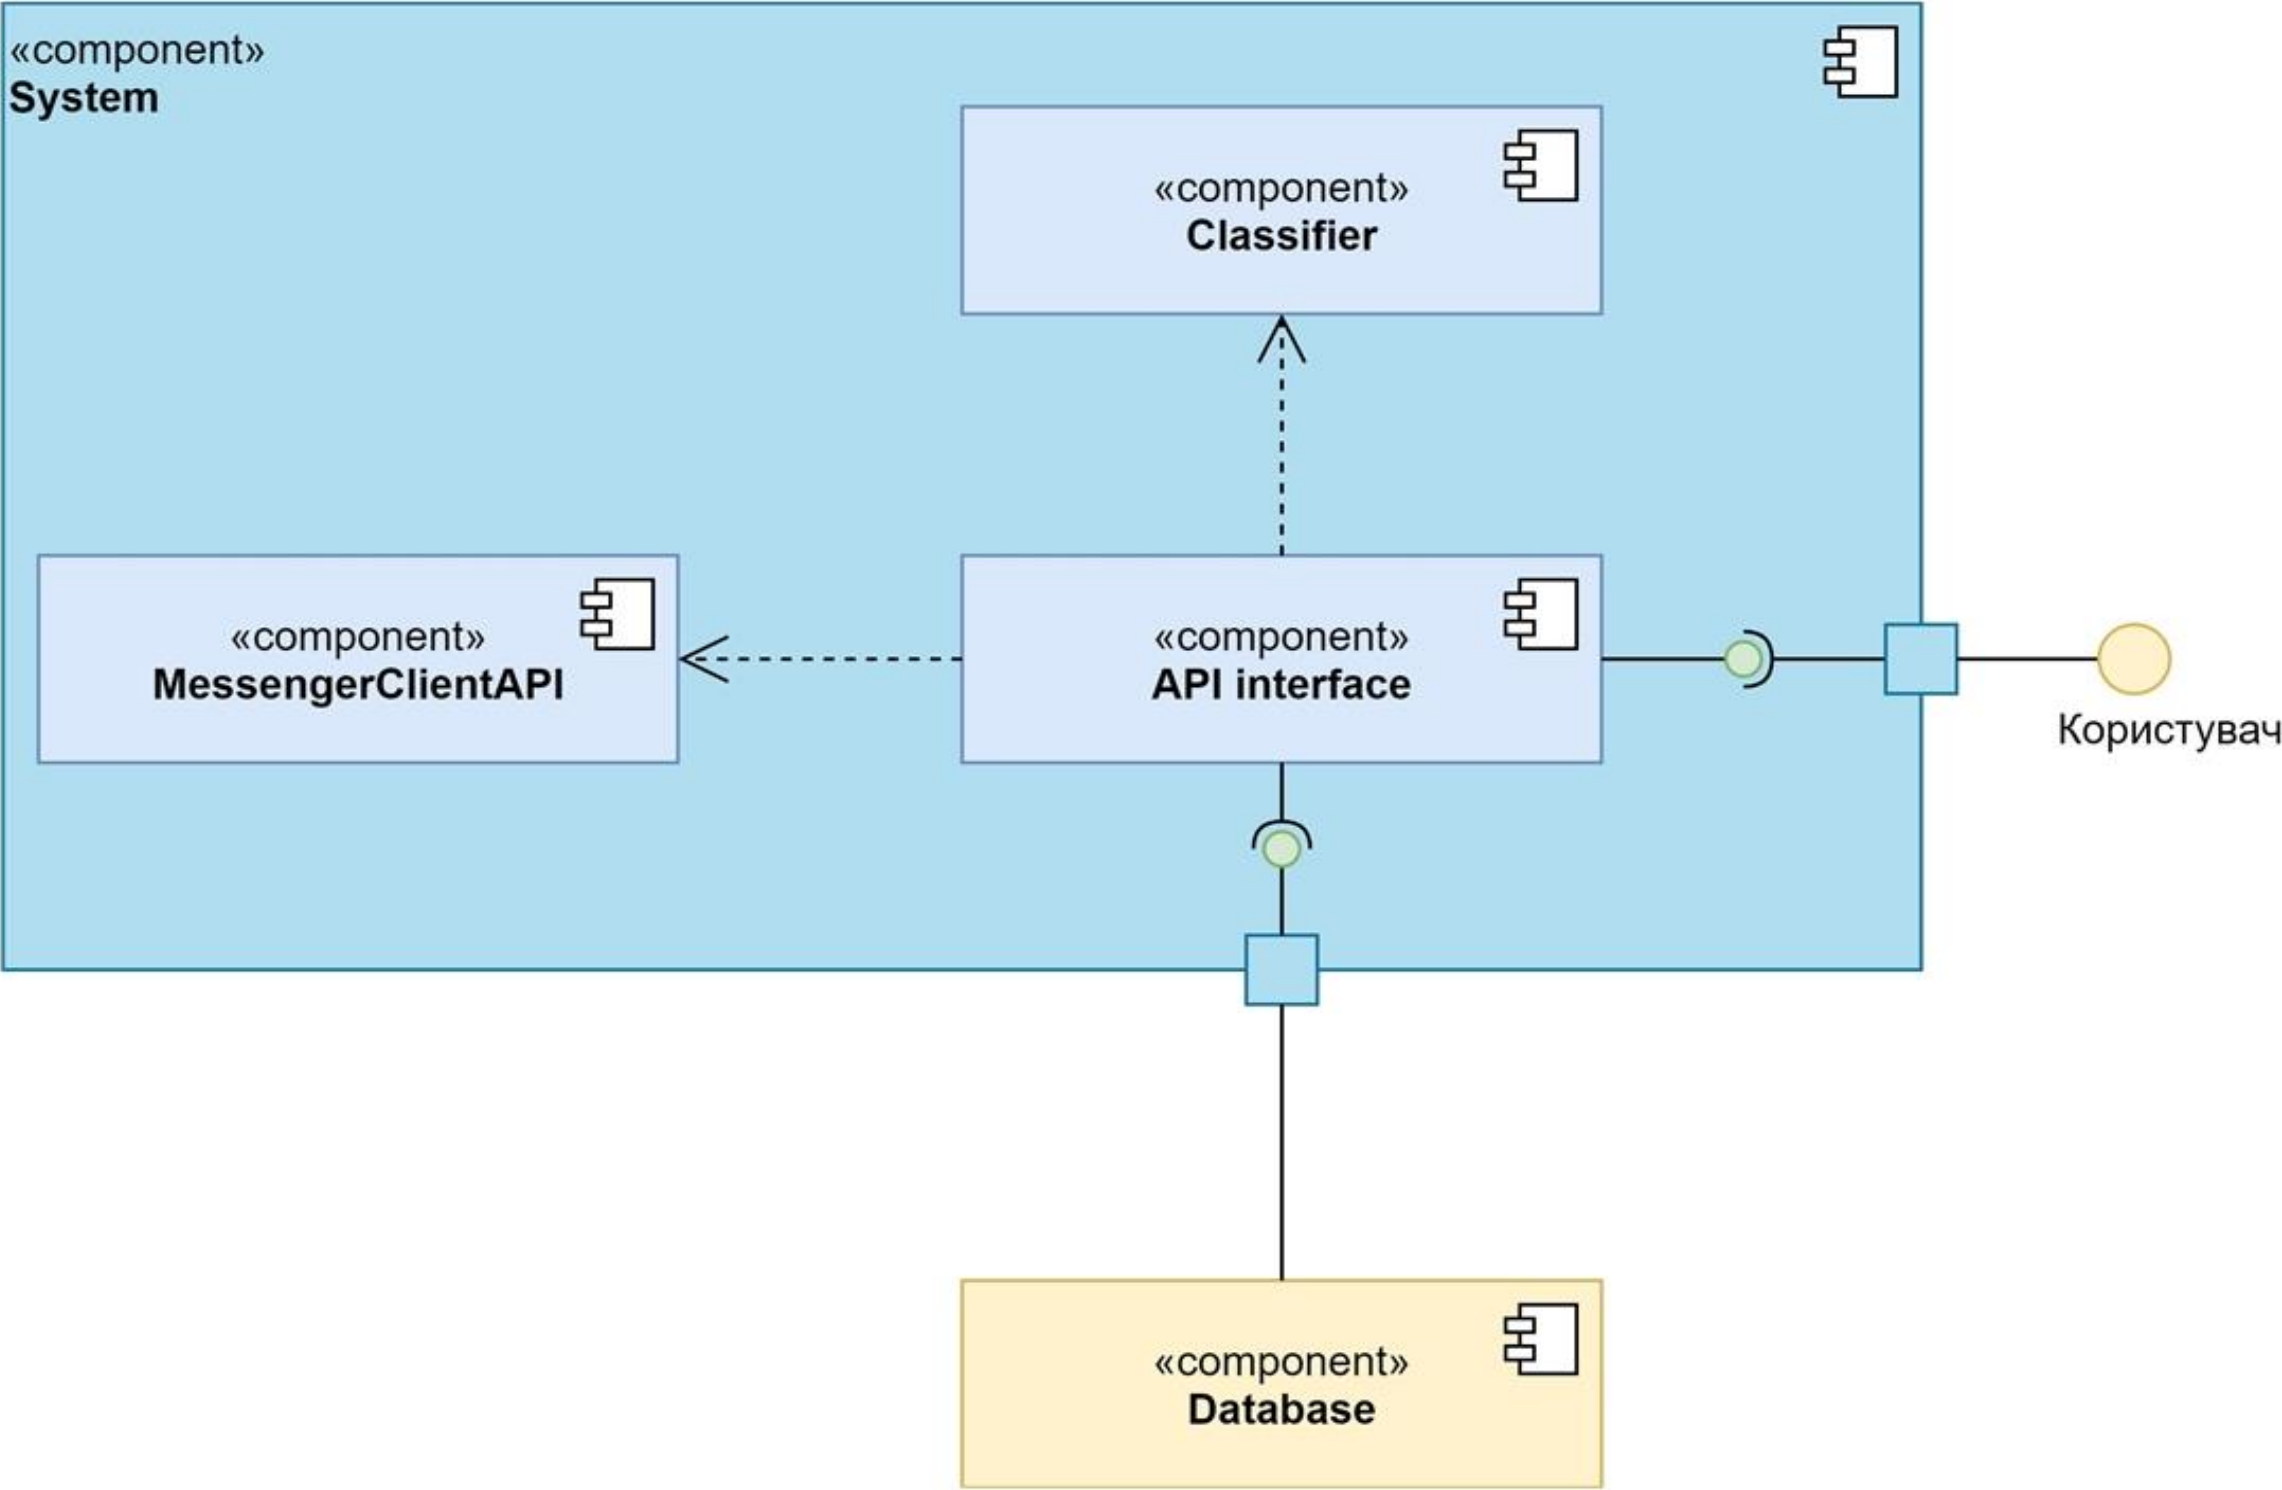 «component»
System
«component»
Classifier
«component»
MessengerClientAPI
«component»
API interface
Користувач
«component»
Database